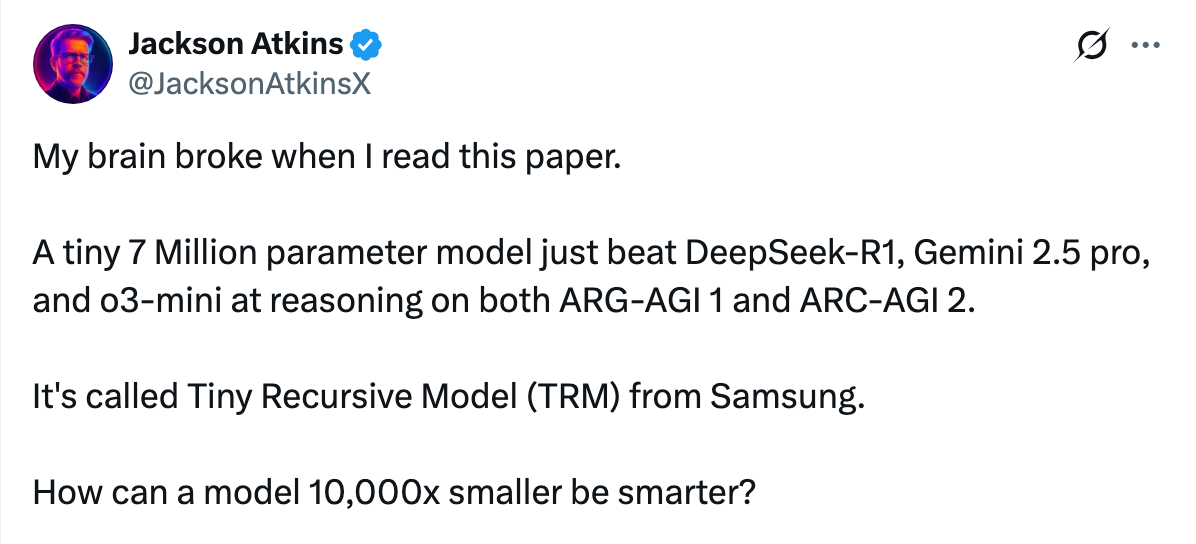 Jackson Atkins
@JacksonAtkinsX
My brain broke when I read this paper.
A tiny 7 Million parameter model just beat DeepSeek-R1, Gemini 2.5 pro,
and o3-mini at reasoning on both ARG-AGI 1 and ARC-AGI 2.
It's called Tiny Recursive Model (TRM) from Samsung.
How can a model 10,000x smaller be smarter?